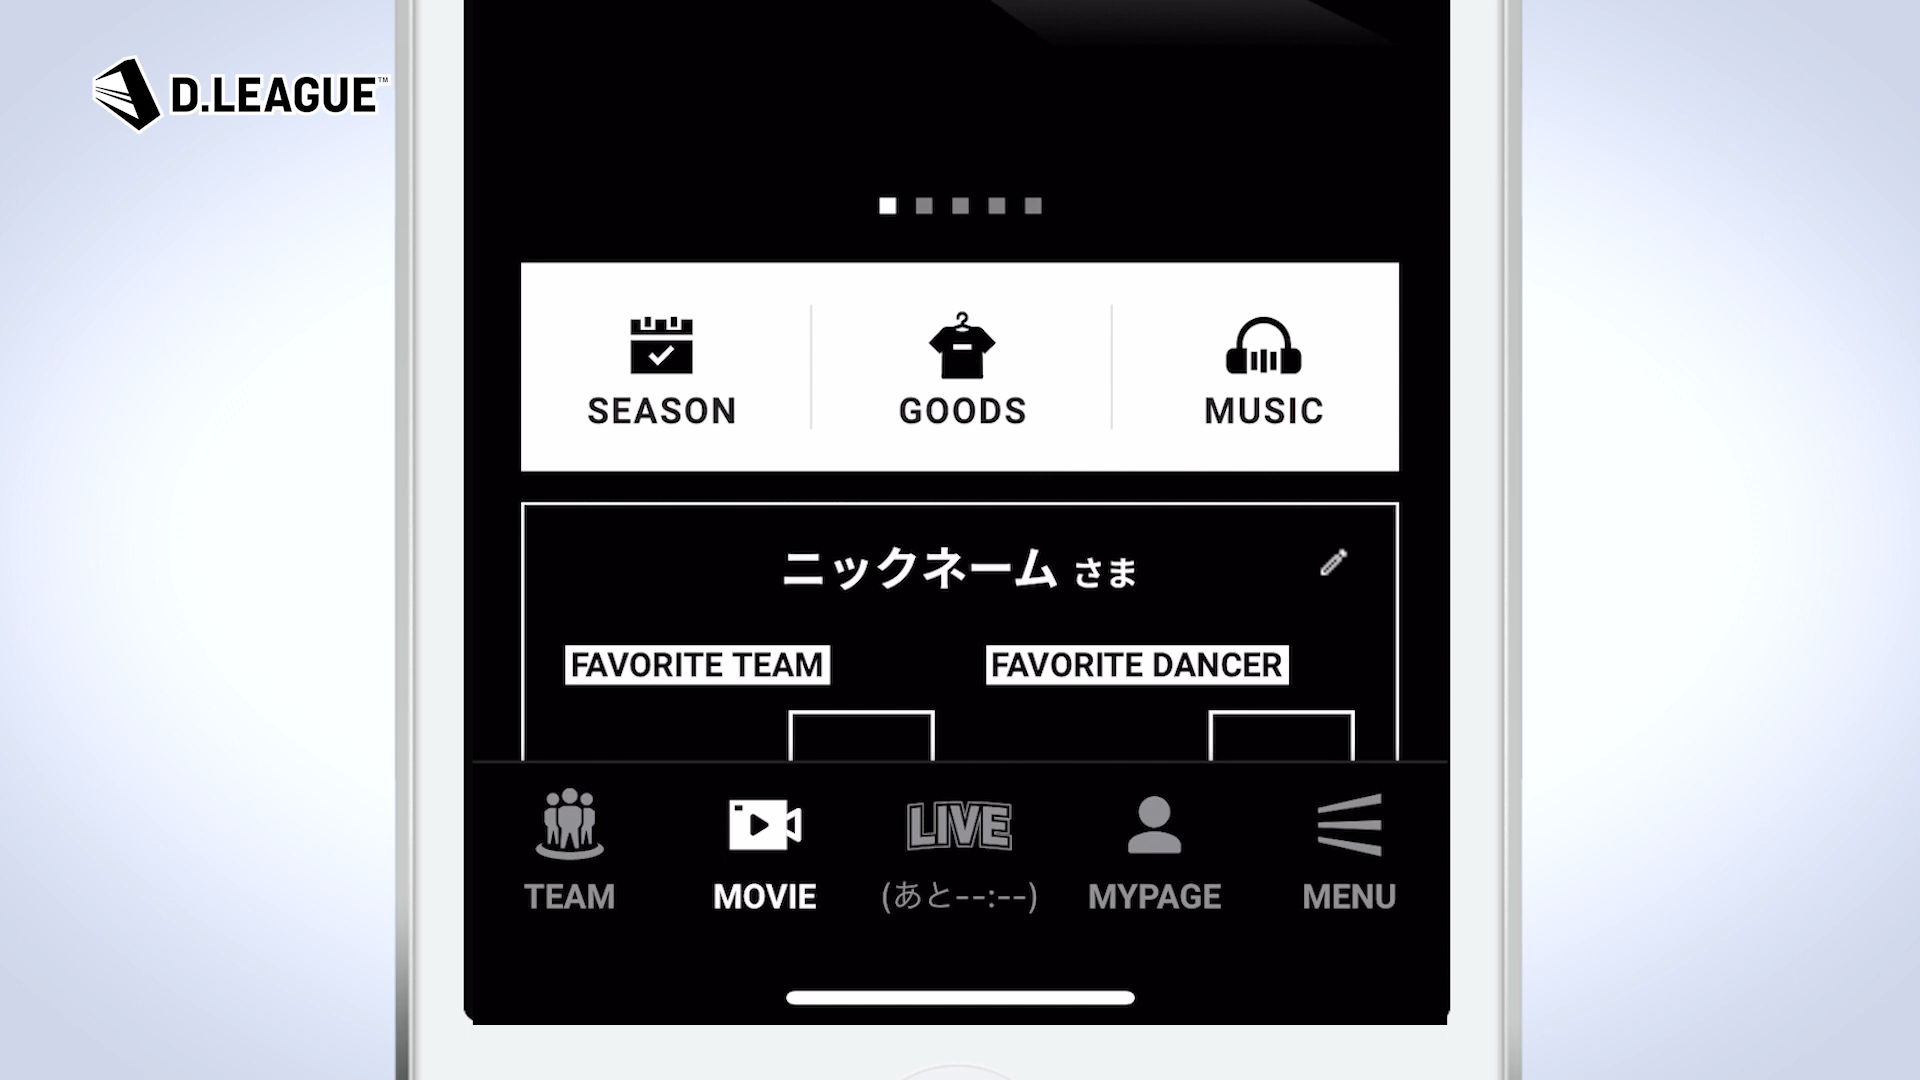 D.LEAGUE™
SEASON
GOODS
MUSIC
ニックネーム さま
FAVORITE TEAM
FAVORITE DANCER
LIVE
TEAM
MOVIE
(あと--:--)
MYPAGE
MENU